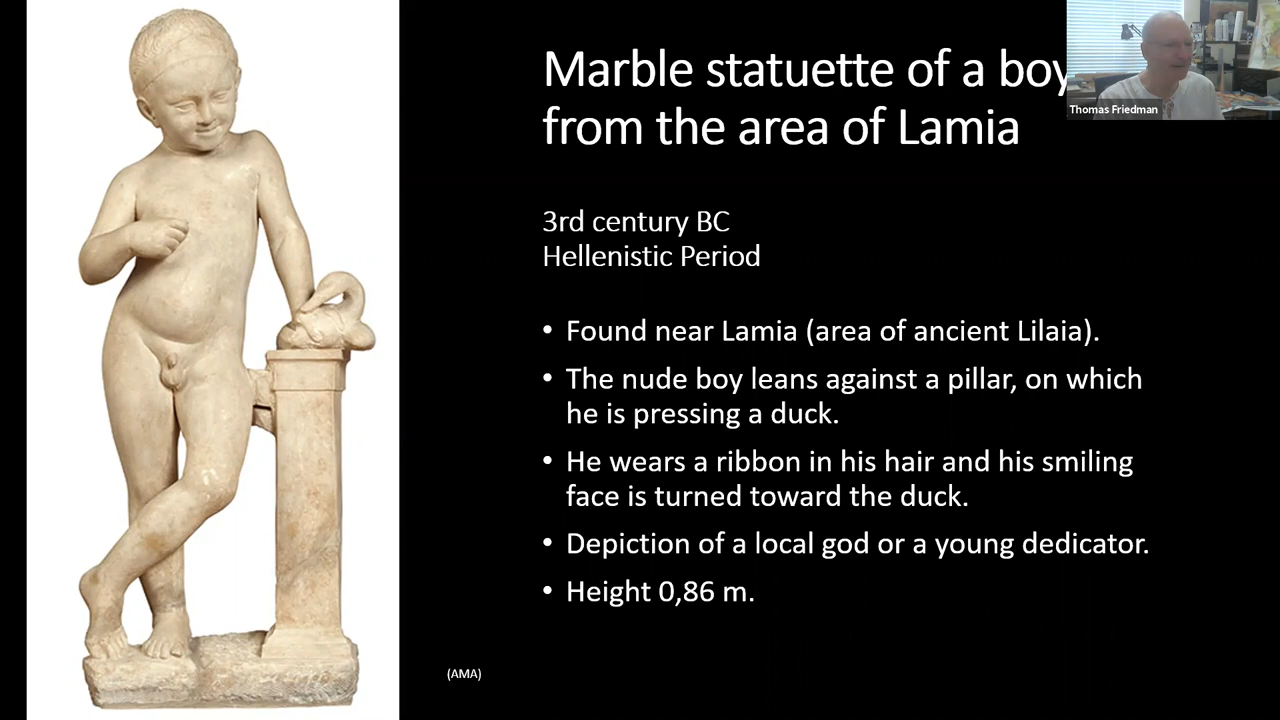 Marble statuette of a boy
from the area of Lamia
Thomas Friedman
3rd century BC
Hellenistic Period
• Found near Lamia (area of ancient Lilaia).
• The nude boy leans against a pillar, on which
he is pressing a duck.
• He wears a ribbon in his hair and his smiling
face is turned toward the duck.
• Depiction of a local god or a young dedicator.
• Height 0,86 m.
(AMA)